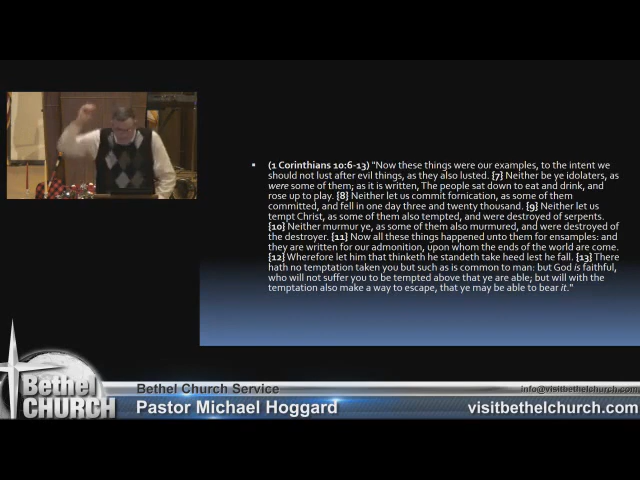 (1 Corinthians 10:6-13) "Now these things were our examples, to the intent we
should not lust after evil things, as they also lusted. {7} Neither be ye idolaters, as
were some of them; as it is written, The people sat down to eat and drink, and
rose up to play. {8} Neither let us commit fornication, as some of them
committed, and fell in one day three and twenty thousand. {9} Neither let us
tempt Christ, as some of them also tempted, and were destroyed of serpents.
{10} Neither murmur ye, as some of them also murmured, and were destroyed of
the destroyer. {11} Now all these things happened unto them for ensamples: and
they are written for our admonition, upon whom the ends of the world are come.
{12} Wherefore let him that thinketh he standeth take heed lest he fall. {13} There
hath no temptation taken you but such as is common to man: but God is faithful,
who will not suffer you to be tempted above that ye are able; but will with the
temptation also make a way to escape, that ye may be able to bear it."
Bethel
CHURCH
Bethel Church Service
info@visitbethelchurch.com
Pastor Michael Hoggard
visitbethelchurch.com